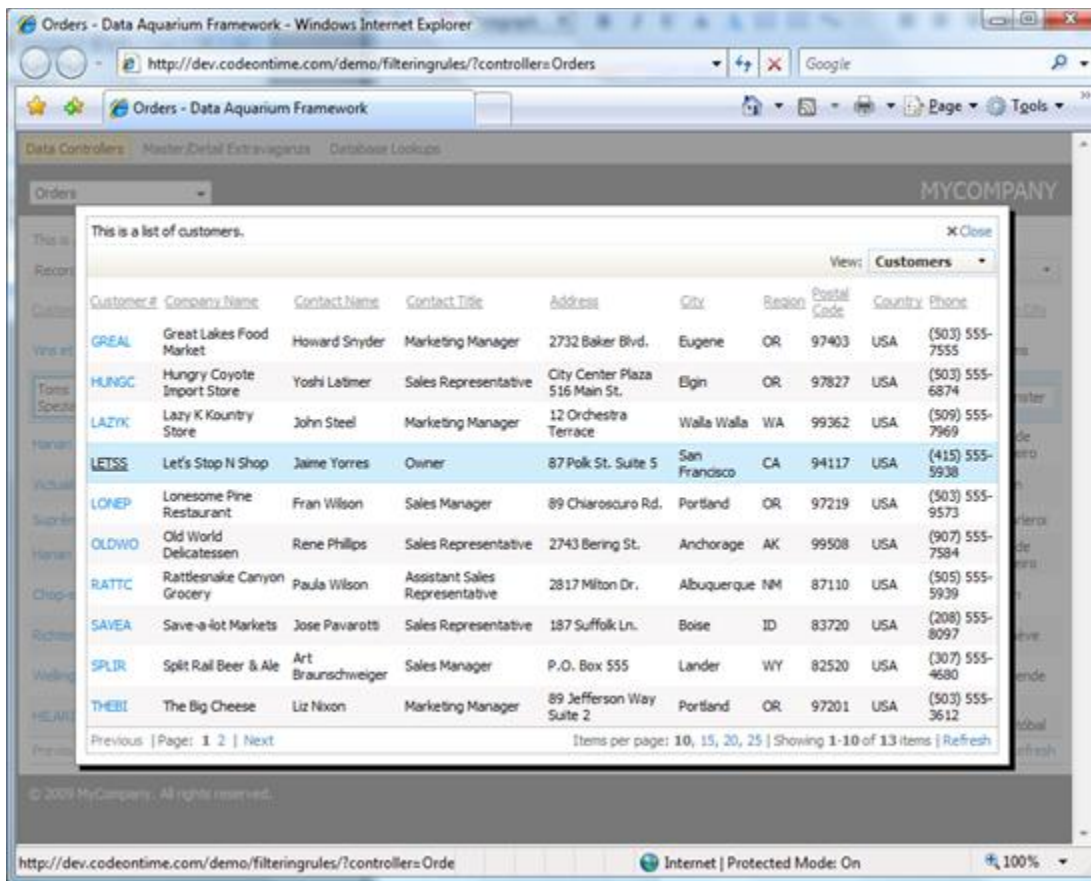 Orders - Data Aquarium Framework - Windows Internet Explorer
http://dev.codeontime.com/demo/filteringrules/?controller=Orders
Google
Orders - Data Aquarium Framework
Page
Tools
Data Controllers Master/Detail Extravaganza Database Lookups
Orders
MYCOMPANY
This is a list of customers.
Close
View: Customers
Customer# Company Name Contact Name Contact Title Address City Region Postal Code Country Phone
GREAL Great Lakes Food Market Howard Snyder Marketing Manager 2732 Baker Blvd. Eugene OR 97403 USA (503) 555-7555
HUNGC Hungry Coyote Import Store Yoshi Latimer Sales Representative City Center Plaza 516 Main St. Elgin OR 97827 USA (503) 555-6874
LAZYK Lazy K Kountry Store John Steel Marketing Manager 12 Orchestra Terrace Walla Walla WA 99362 USA (509) 555-7969
LETSS Let's Stop N Shop Jaime Yorres Owner 87 Polk St. Suite 5 San Francisco CA 94117 USA (415) 555-5938
LONEP Lonesome Pine Restaurant Fran Wilson Sales Manager 89 Chiaroscuro Rd. Portland OR 97219 USA (503) 555-9573
OLDWO Old World Delicatessen Rene Phillips Sales Representative 2743 Bering St. Anchorage AK 99508 USA (907) 555-7584
RATTC Rattlesnake Canyon Grocery Paula Wilson Assistant Sales Representative 2817 Milton Dr. Albuquerque NM 87110 USA (505) 555-5939
SAVEA Save-a-lot Markets Jose Pavarotti Sales Representative 187 Suffolk Ln. Boise ID 83720 USA (208) 555-8097
SPLIR Split Rail Beer & Ale Art Braunschweiger Sales Manager P.O. Box 555 Lander WY 82520 USA (307) 555-4680
THEBI The Big Cheese Liz Nixon Marketing Manager 89 Jefferson Way Suite 2 Portland OR 97201 USA (503) 555-3612
Previous | Page: 1 2 | Next
Items per page: 10, 15, 20, 25 | Showing 1-10 of 13 items | Refresh
© 2009 MyCompany. All rights reserved.
http://dev.codeontime.com/demo/filteringrules/?controller=Orde
Internet | Protected Mode: On
100%